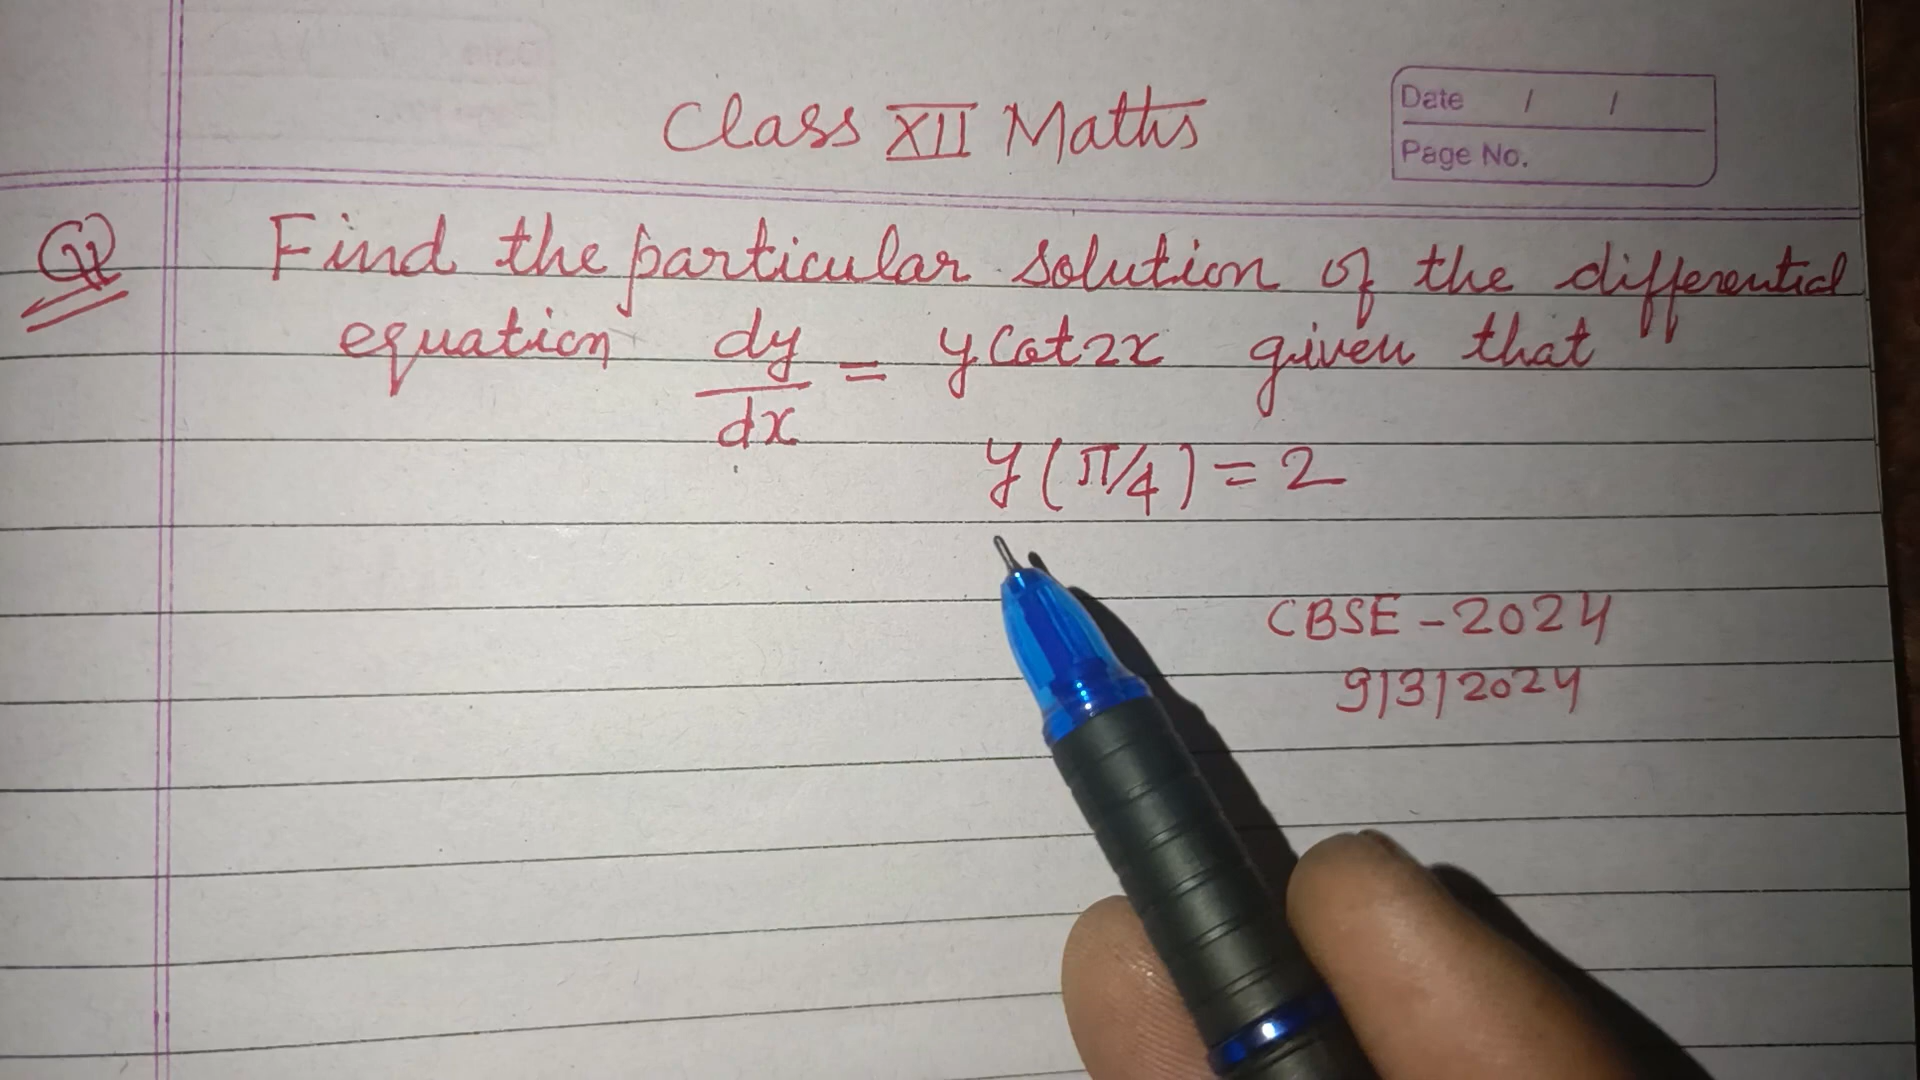 Class XII Maths
Date / /
Page No.
Q1 Find the particular solution of the differential
equation dy/dx = y cot2x given that
y(π/4) = 2
CBSE - 2024
9/3/2024